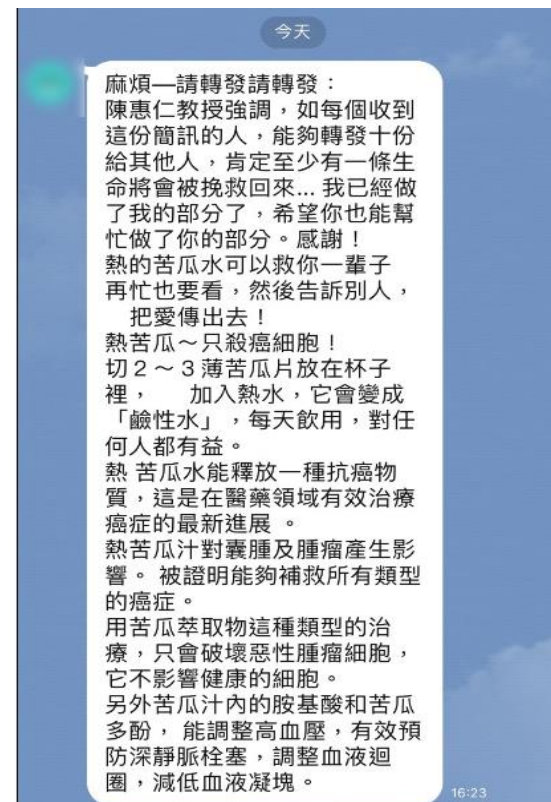 今天
麻煩—請轉發請轉發：
陳惠仁教授強調，如每個收到
這份簡訊的人，能夠轉發十份
給其他人，肯定至少有一條生
命將會被挽救回來... 我已經做
了我的部分了，希望你也能幫
忙做了你的部分。感謝！
熱的苦瓜水可以救你一輩子
再忙也要看，然後告訴別人，
把愛傳出去！
熱苦瓜～只殺癌細胞！
切２～３薄苦瓜片放在杯子
裡，　加入熱水，它會變成
「鹼性水」，每天飲用，對任
何人都有益。
熱 苦瓜水能釋放一種抗癌物
質，這是在醫藥領域有效治療
癌症的最新進展 。
熱苦瓜汁對囊腫及腫瘤產生影
響。 被證明能夠補救所有類型
的癌症。
用苦瓜萃取物這種類型的治
療，只會破壞惡性腫瘤細胞，
它不影響健康的細胞。
另外苦瓜汁內的胺基酸和苦瓜
多酚， 能調整高血壓，有效預
防深靜脈栓塞，調整血液迴
圈，減低血液凝塊。
16:23